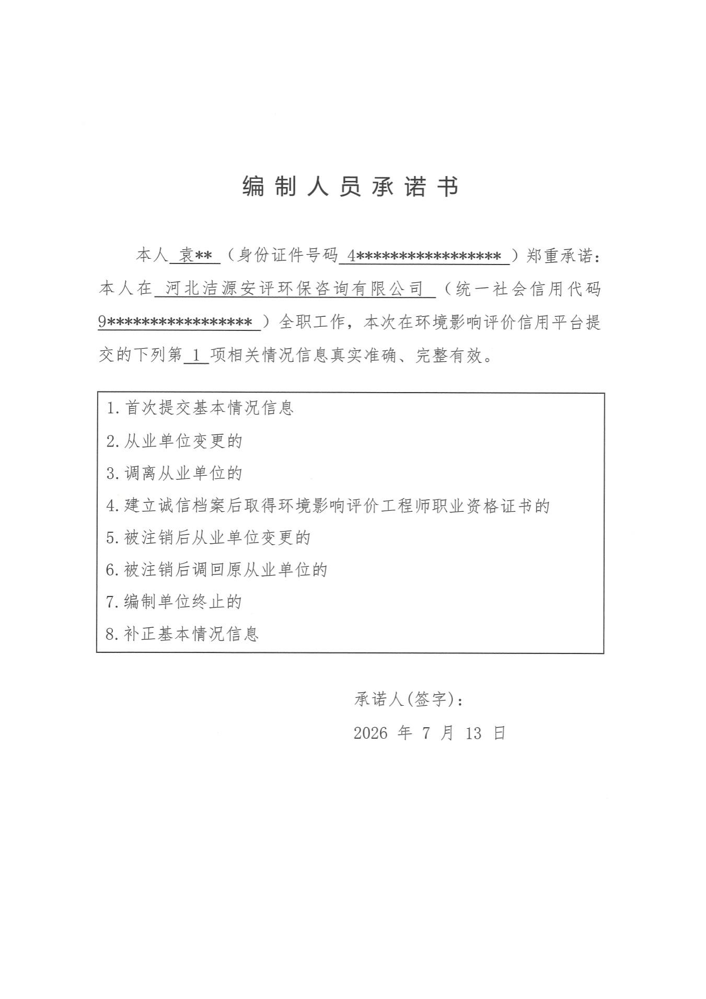 编制人员承诺书
本人 袁** （身份证件号码 4***************** ）郑重承诺：
本人在 河北洁源安评环保咨询有限公司 （统一社会信用代码
9***************** ）全职工作，本次在环境影响评价信用平台提
交的下列第 1 项相关情况信息真实准确、完整有效。
1.首次提交基本情况信息
2.从业单位变更的
3.调离从业单位的
4.建立诚信档案后取得环境影响评价工程师职业资格证书的
5.被注销后从业单位变更的
6.被注销后调回原从业单位的
7.编制单位终止的
8.补正基本情况信息
承诺人(签字)：
2026 年 7 月 13 日